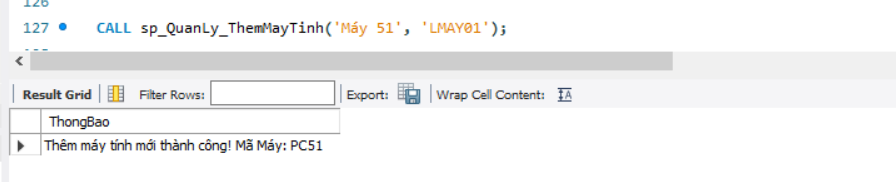 127 CALL sp_QuanLy_ThemMayTinh('Máy 51', 'LMAY01');
Result Grid Filter Rows: Export: Wrap Cell Content:
ThongBao
Thêm máy tính mới thành công! Mã Máy: PC51